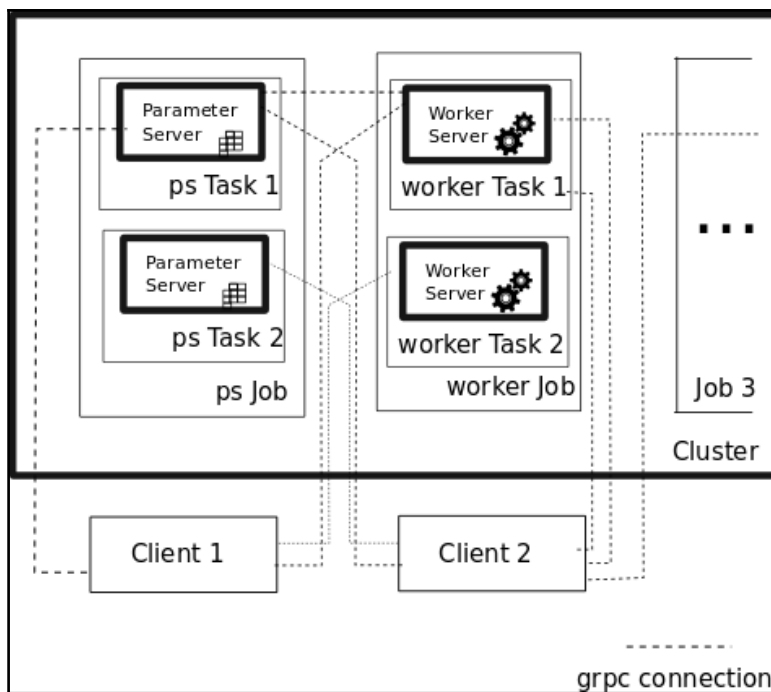 Parameter
Server
ps Task 1
Parameter
Server
ps Task 2
ps Job
Worker
Server
worker Task 1
Worker
Server
worker Task 2
worker Job
...
Job 3
Cluster
Client 1
Client 2
grpc connection